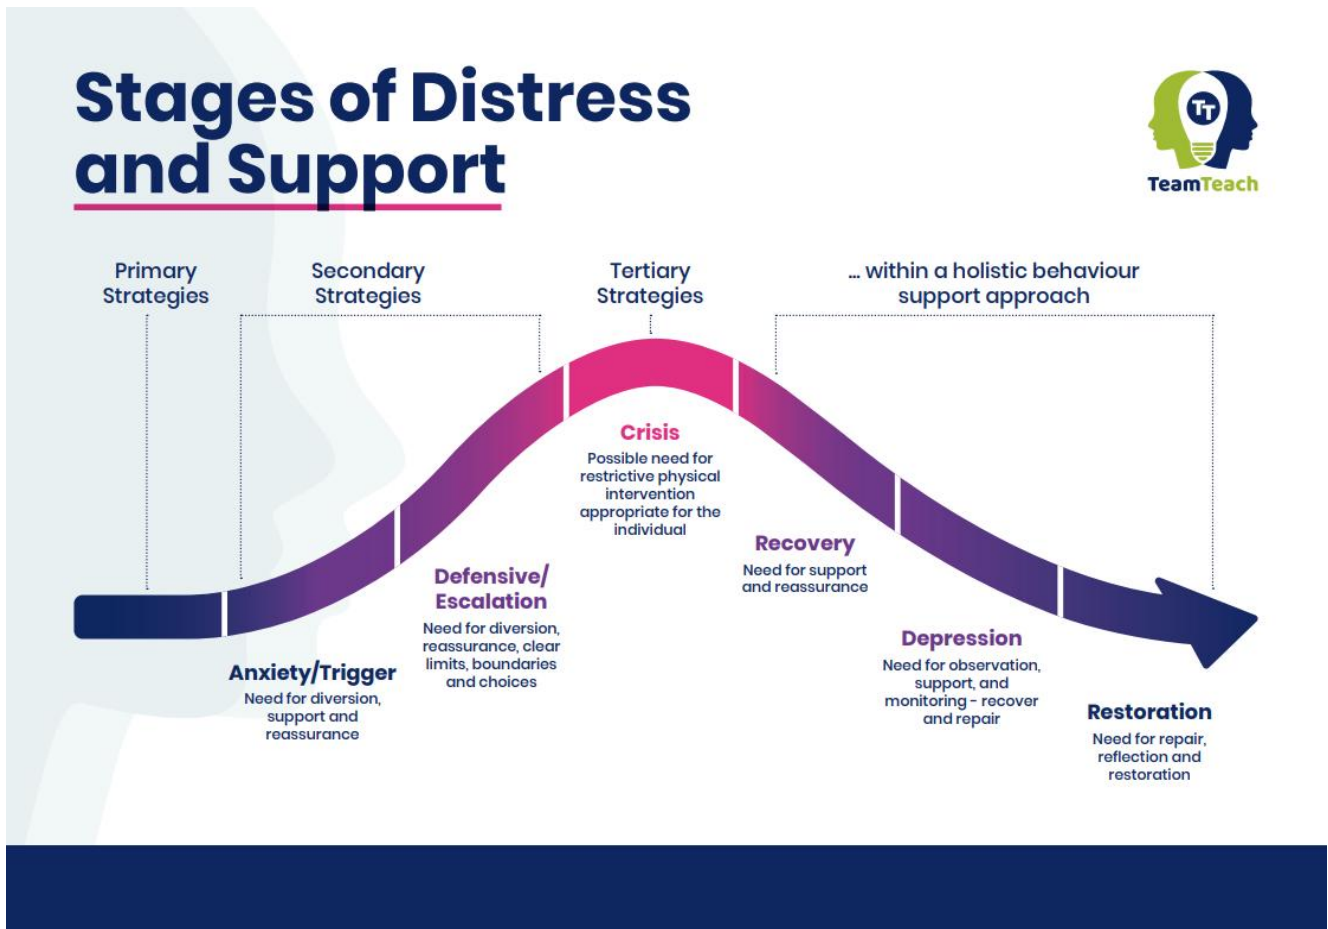 Stages of Distress
and Support
TT
TeamTeach
Primary
Strategies
Secondary
Strategies
Tertiary
Strategies
... within a holistic behaviour
support approach
Anxiety/Trigger
Need for diversion,
support and
reassurance
Defensive/
Escalation
Need for diversion,
reassurance, clear
limits, boundaries
and choices
Crisis
Possible need for
restrictive physical
intervention
appropriate for the
individual
Recovery
Need for support
and reassurance
Depression
Need for observation,
support, and
monitoring - recover
and repair
Restoration
Need for repair,
reflection and
restoration